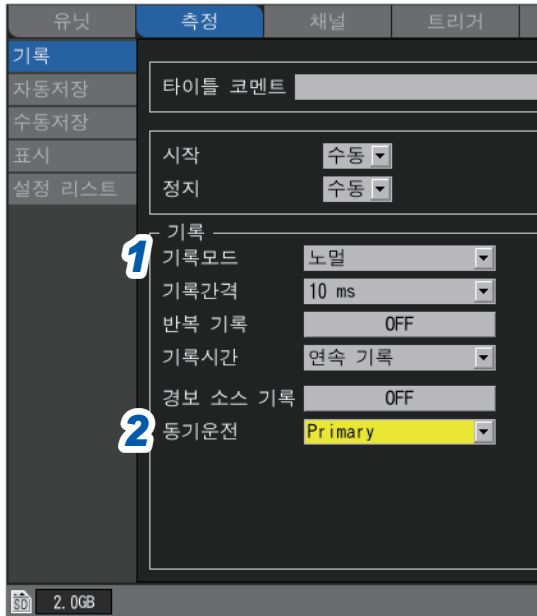 유닛 측정 채널 트리거
기록
자동저장
수동저장
표시
설정 리스트
타이틀 코멘트
시작 수동
정지 수동
기록
1 기록모드 노멀
기록간격 10 ms
반복 기록 OFF
기록시간 연속 기록
경보 소스 기록 OFF
2 동기운전 Primary
SD 2.0GB